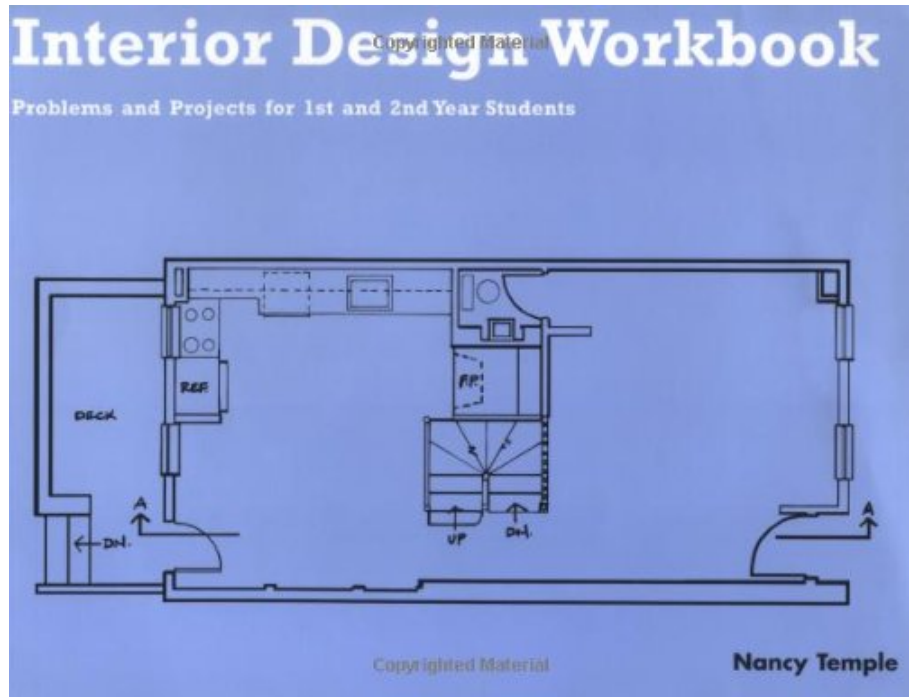 Interior Design Workbook
Copyrighted Material
Problems and Projects for 1st and 2nd Year Students
REF.
F.P.
DECK
A
A
DN.
UP
DN.
Copyrighted Material
Nancy Temple